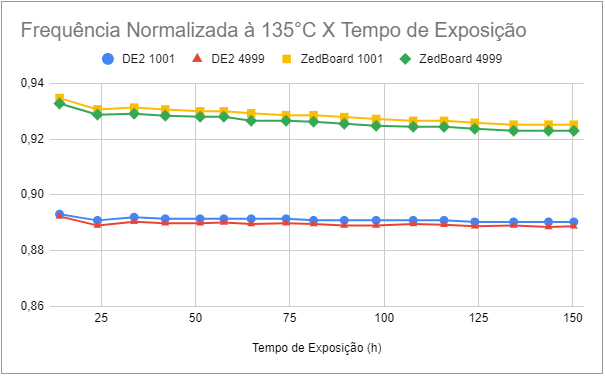 Frequência Normalizada à 135°C X Tempo de Exposição
DE2 1001 DE2 4999 ZedBoard 1001 ZedBoard 4999
0,94
0,92
0,90
0,88
0,86
25 50 75 100 125 150
Tempo de Exposição (h)